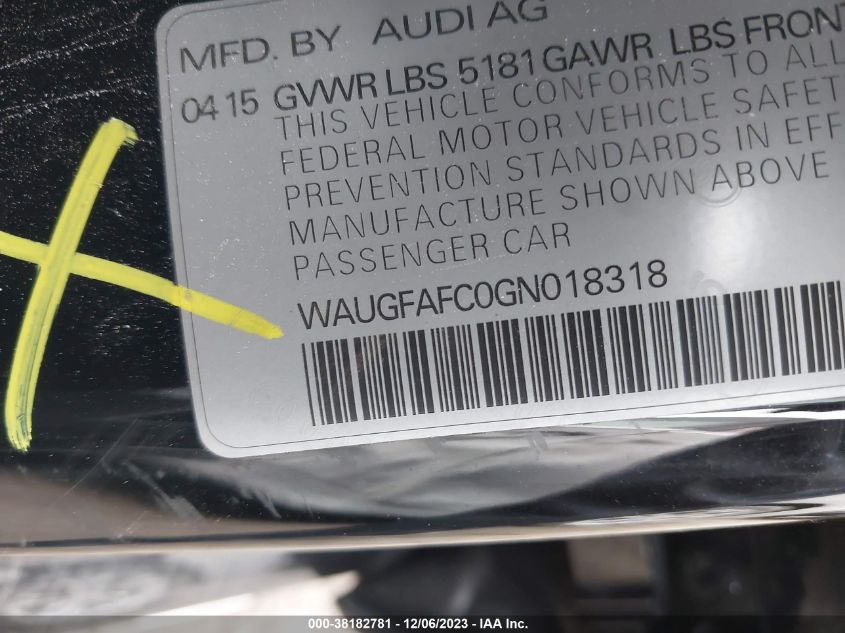 MFD. BY AUDI AG
04 15 GVWR LBS 5181 GAWR LBS FRONT
THIS VEHICLE CONFORMS TO ALL
FEDERAL MOTOR VEHICLE SAFET
PREVENTION STANDARDS IN EFF
MANUFACTURE SHOWN ABOVE
PASSENGER CAR
WAUGFAFC0GN018318
000-38182781 - 12/06/2023 - IAA Inc.